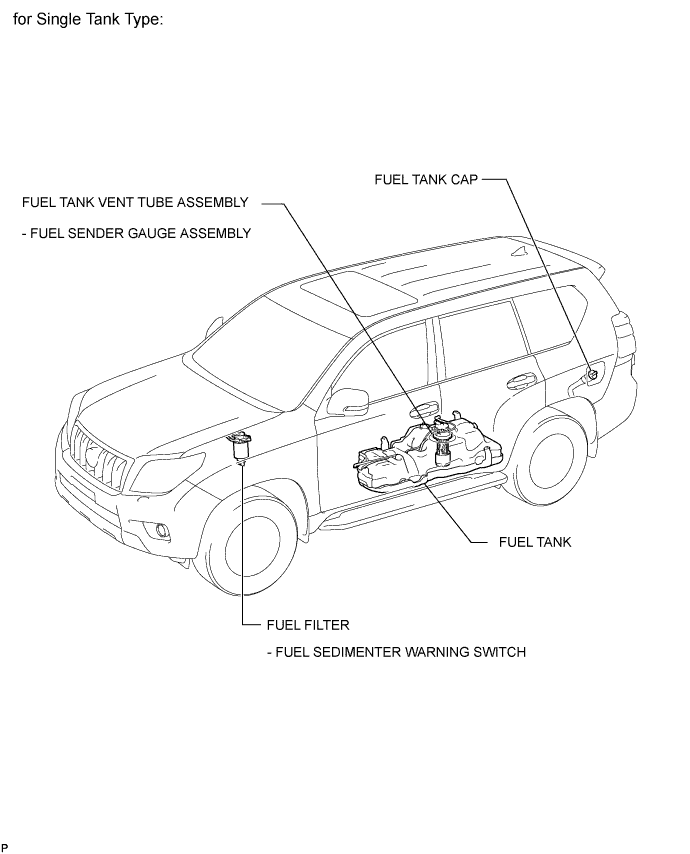 for Single Tank Type:
FUEL TANK CAP
FUEL TANK VENT TUBE ASSEMBLY
- FUEL SENDER GAUGE ASSEMBLY
FUEL TANK
FUEL FILTER
- FUEL SEDIMENTER WARNING SWITCH
P